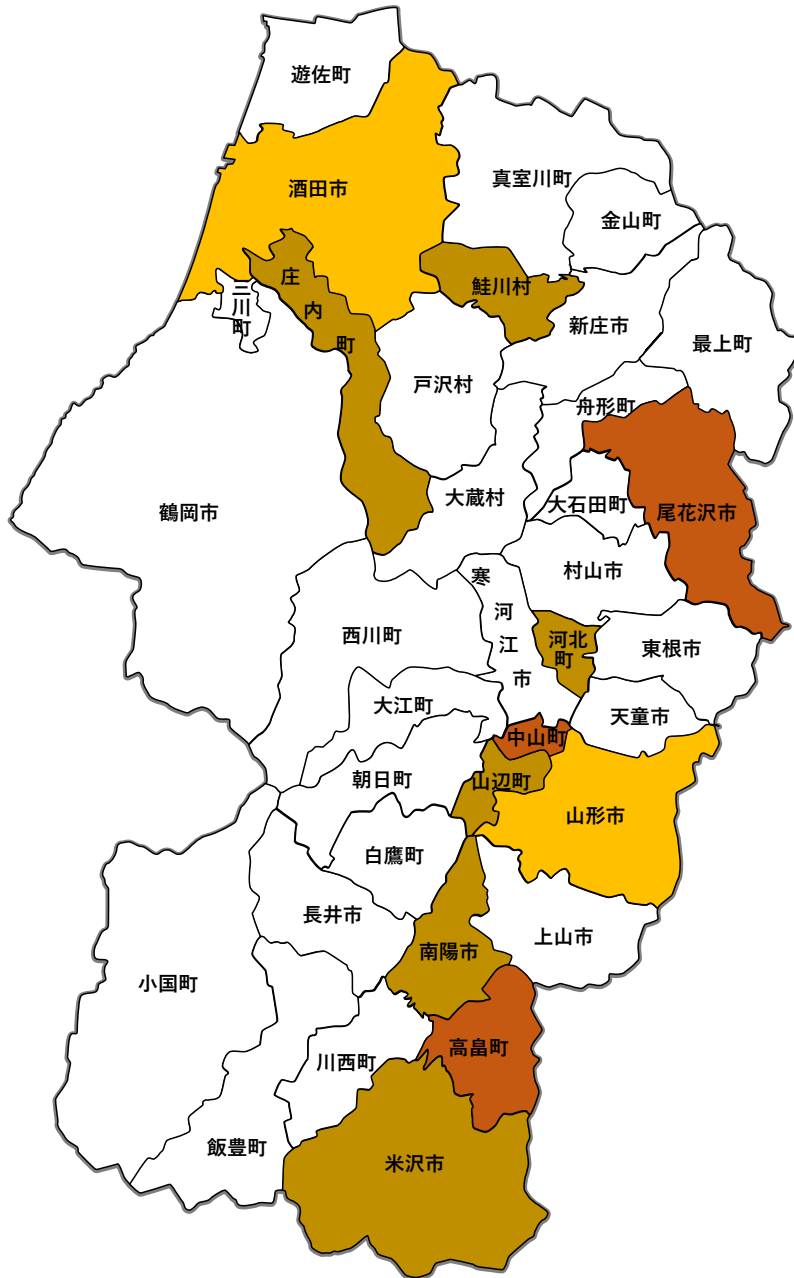 遊佐町
酒田市
真室川町
金山町
庄内町
鮭川村
三川町
新庄市
最上町
戸沢村
舟形町
大蔵村
大石田町
尾花沢市
鶴岡市
村山市
寒河江市
河北
町
西川町
東根市
大江町
天童市
中山町
朝日町
山辺町
山形市
白鷹町
長井市
上山市
南陽市
小国町
高畠町
川西町
飯豊町
米沢市